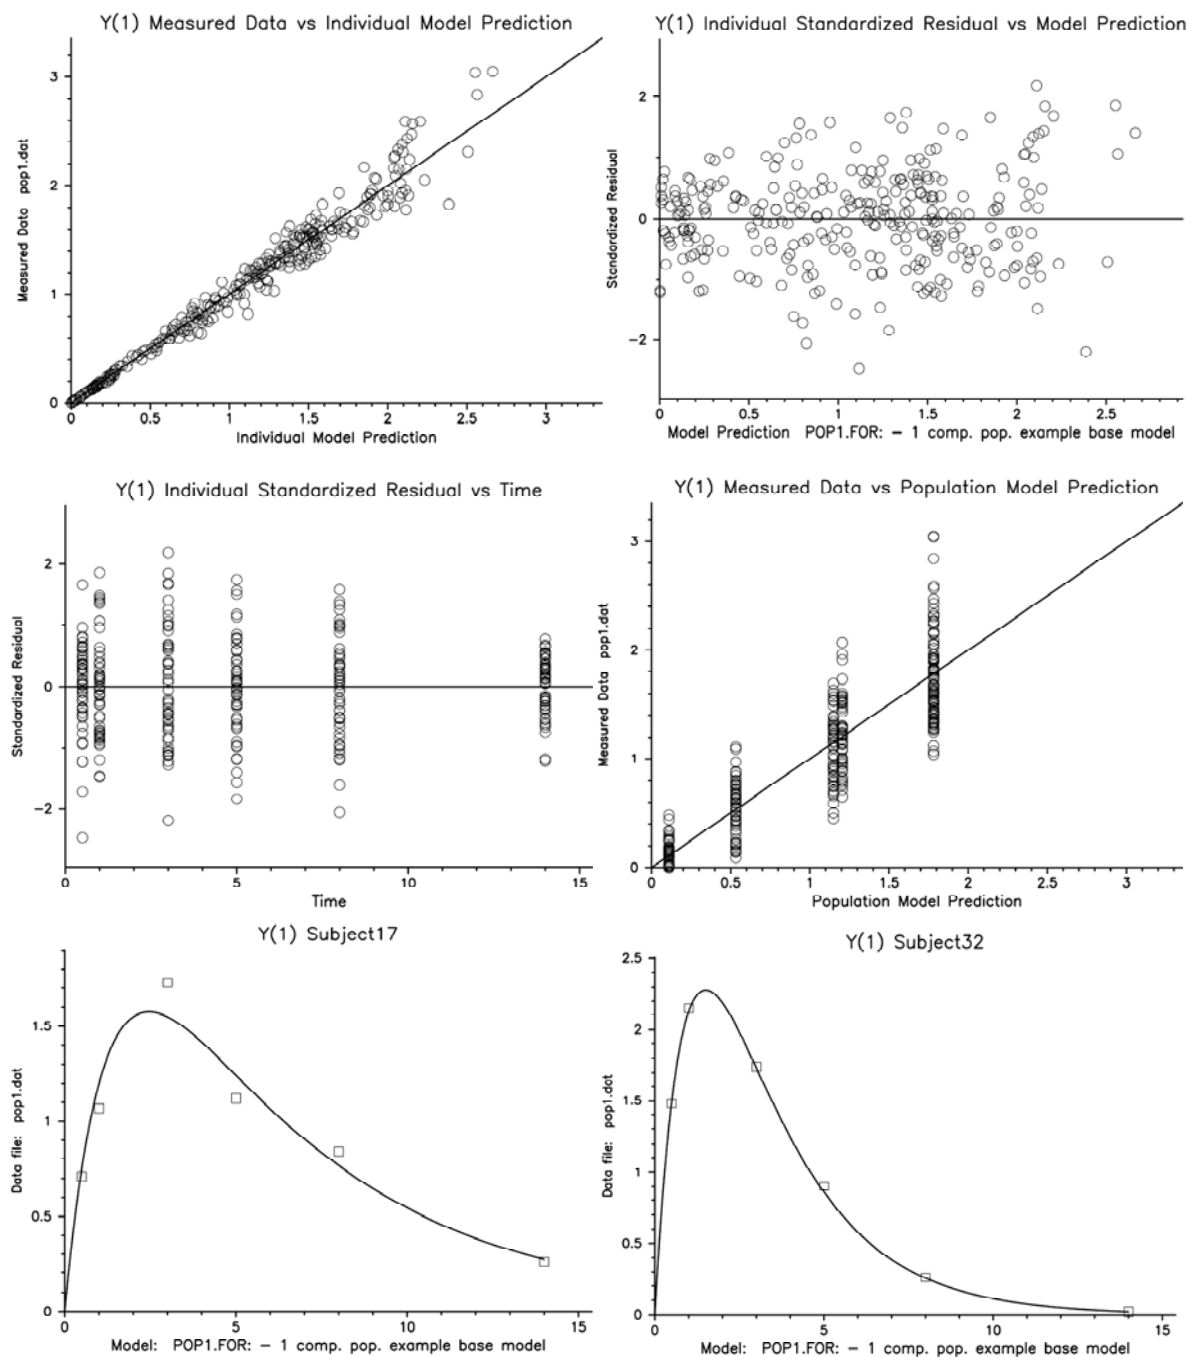 Y(1) Measured Data vs Individual Model Prediction
Measured Data pop1.dat
3
2
1
0
0 0.5 1 1.5 2 2.5 3
Individual Model Prediction
Y(1) Individual Standardized Residual vs Model Prediction
Standardized Residual
2
0
−2
0 0.5 1 1.5 2 2.5
Model Prediction POP1.FOR: − 1 comp. pop. example base model
Y(1) Individual Standardized Residual vs Time
Standardized Residual
2
0
−2
0 5 10 15
Time
Y(1) Measured Data vs Population Model Prediction
Measured Data pop1.dat
3
2
1
0
0 0.5 1 1.5 2 2.5 3
Population Model Prediction
Y(1) Subject17
Data file: pop1.dat
1.5
1
0.5
0
0 5 10 15
Model: POP1.FOR: − 1 comp. pop. example base model
Y(1) Subject32
Data file: pop1.dat
2.5
2
1.5
1
0.5
0
0 5 10 15
Model: POP1.FOR: − 1 comp. pop. example base model